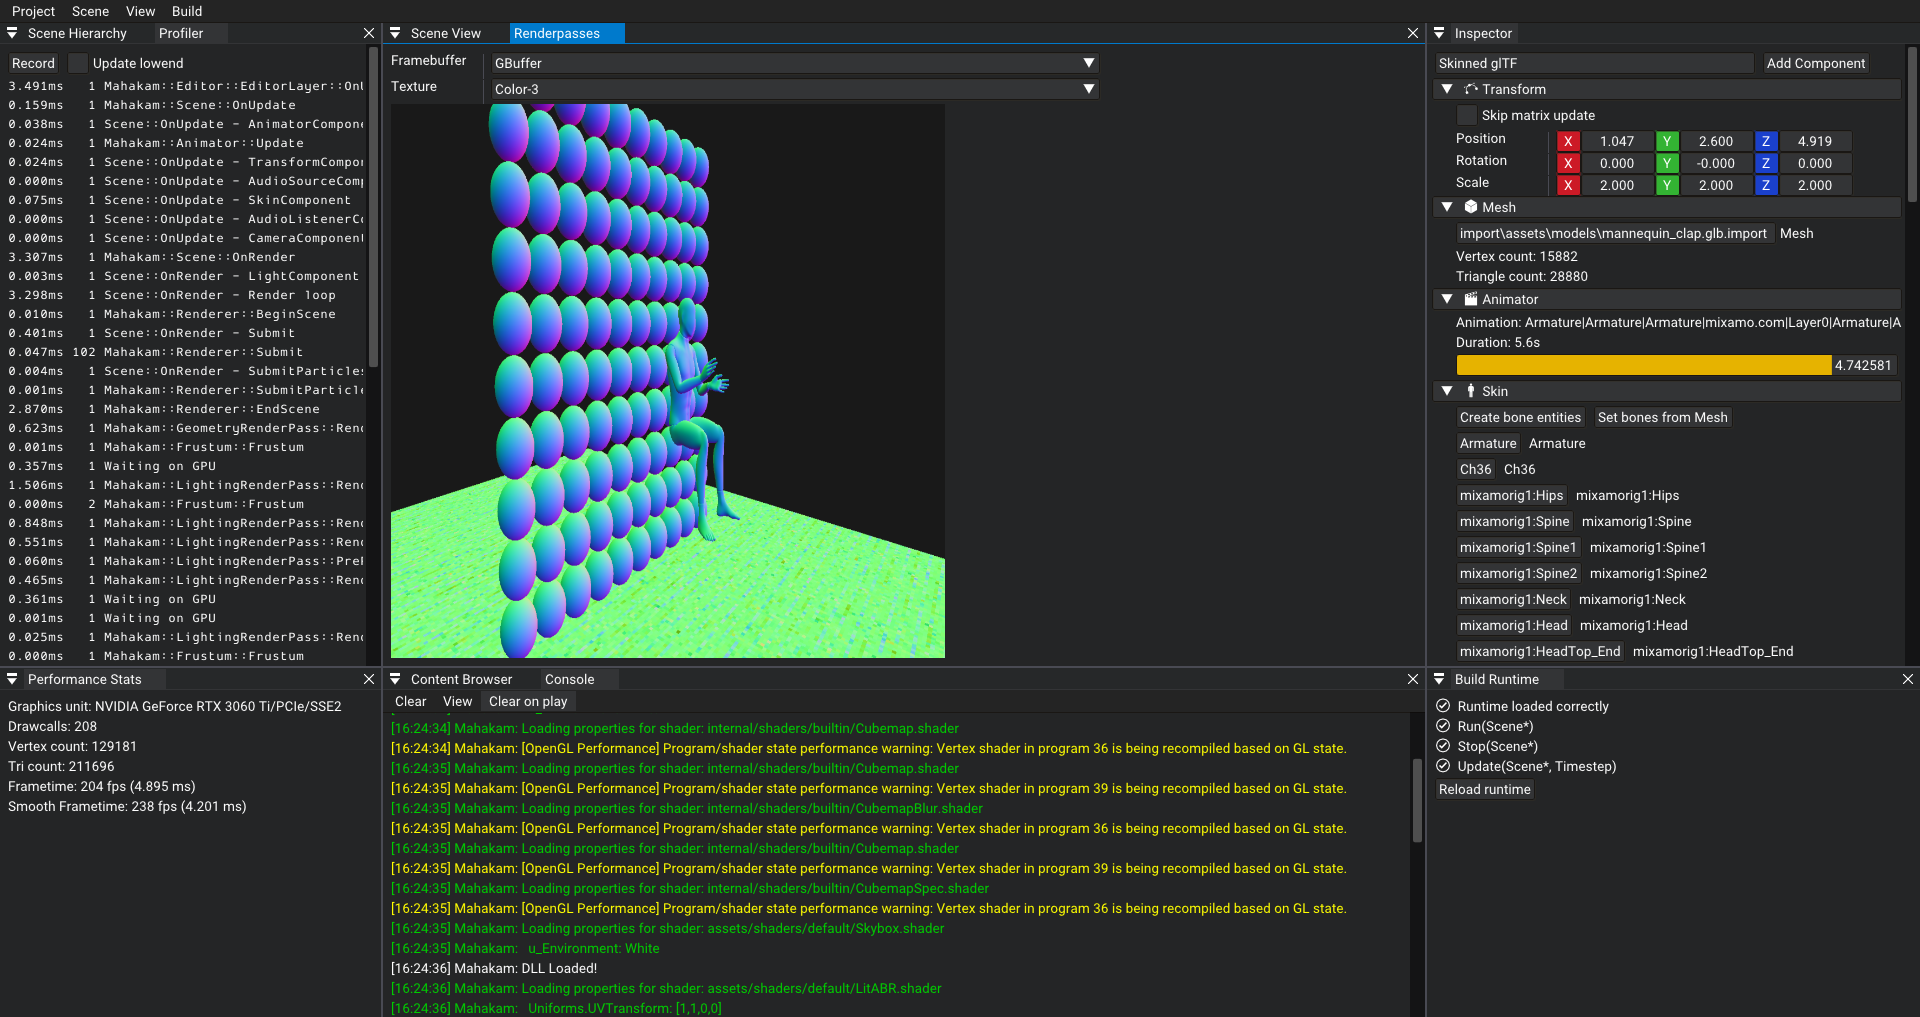 Project Scene View Build
Scene Hierarchy Profiler
Record Update lowend
3.491ms 1 Mahakam::Editor::EditorLayer::OnU
0.159ms 1 Mahakam::Scene::OnUpdate
0.038ms 1 Scene::OnUpdate - AnimatorCompone
0.024ms 1 Mahakam::Animator::Update
0.024ms 1 Scene::OnUpdate - TransformCompor
0.000ms 1 Scene::OnUpdate - AudioSourceComp
0.075ms 1 Scene::OnUpdate - SkinComponent
0.000ms 1 Scene::OnUpdate - AudioListenerCo
0.000ms 1 Scene::OnUpdate - CameraComponent
3.307ms 1 Mahakam::Scene::OnRender
0.003ms 1 Scene::OnRender - LightComponent
3.298ms 1 Scene::OnRender - Render loop
0.010ms 1 Mahakam::Renderer::BeginScene
0.401ms 1 Scene::OnRender - Submit
0.047ms 102 Mahakam::Renderer::Submit
0.004ms 1 Scene::OnRender - SubmitParticles
0.001ms 1 Mahakam::Renderer::SubmitParticle
2.870ms 1 Mahakam::Renderer::EndScene
0.623ms 1 Mahakam::GeometryRenderPass::Rend
0.001ms 1 Mahakam::Frustum::Frustum
0.357ms 1 Waiting on GPU
1.506ms 1 Mahakam::LightingRenderPass::Rend
0.000ms 2 Mahakam::Frustum::Frustum
0.848ms 1 Mahakam::LightingRenderPass::Rend
0.551ms 1 Mahakam::LightingRenderPass::Rend
0.060ms 1 Mahakam::LightingRenderPass::PreF
0.465ms 1 Mahakam::LightingRenderPass::Rend
0.361ms 1 Waiting on GPU
0.001ms 1 Waiting on GPU
0.025ms 1 Mahakam::LightingRenderPass::Rend
0.000ms 1 Mahakam::Frustum::Frustum
Scene View Renderpasses
Framebuffer GBuffer
Texture Color-3
Inspector
Skinned glTF Add Component
Transform
Skip matrix update
Position X 1.047 Y 2.600 Z 4.919
Rotation X 0.000 Y -0.000 Z 0.000
Scale X 2.000 Y 2.000 Z 2.000
Mesh
import\assets\models\mannequin_clap.glb.import Mesh
Vertex count: 15882
Triangle count: 28880
Animator
Animation: Armature|Armature|Armature|mixamo.com|Layer0|Armature|A
Duration: 5.6s
4.742581
Skin
Create bone entities Set bones from Mesh
Armature Armature
Ch36 Ch36
mixamorig1:Hips mixamorig1:Hips
mixamorig1:Spine mixamorig1:Spine
mixamorig1:Spine1 mixamorig1:Spine1
mixamorig1:Spine2 mixamorig1:Spine2
mixamorig1:Neck mixamorig1:Neck
mixamorig1:Head mixamorig1:Head
mixamorig1:HeadTop_End mixamorig1:HeadTop_End
Performance Stats
Graphics unit: NVIDIA GeForce RTX 3060 Ti/PCIe/SSE2
Drawcalls: 208
Vertex count: 129181
Tri count: 211696
Frametime: 204 fps (4.895 ms)
Smooth Frametime: 238 fps (4.201 ms)
Content Browser Console
Clear View Clear on play
[16:24:34] Mahakam: Loading properties for shader: internal/shaders/builtin/Cubemap.shader
[16:24:34] Mahakam: [OpenGL Performance] Program/shader state performance warning: Vertex shader in program 36 is being recompiled based on GL state.
[16:24:35] Mahakam: Loading properties for shader: internal/shaders/builtin/Cubemap.shader
[16:24:35] Mahakam: [OpenGL Performance] Program/shader state performance warning: Vertex shader in program 39 is being recompiled based on GL state.
[16:24:35] Mahakam: Loading properties for shader: internal/shaders/builtin/CubemapBlur.shader
[16:24:35] Mahakam: [OpenGL Performance] Program/shader state performance warning: Vertex shader in program 36 is being recompiled based on GL state.
[16:24:35] Mahakam: Loading properties for shader: internal/shaders/builtin/Cubemap.shader
[16:24:35] Mahakam: [OpenGL Performance] Program/shader state performance warning: Vertex shader in program 39 is being recompiled based on GL state.
[16:24:35] Mahakam: Loading properties for shader: internal/shaders/builtin/CubemapSpec.shader
[16:24:35] Mahakam: [OpenGL Performance] Program/shader state performance warning: Vertex shader in program 36 is being recompiled based on GL state.
[16:24:35] Mahakam: Loading properties for shader: assets/shaders/default/Skybox.shader
[16:24:35] Mahakam: u_Environment: White
[16:24:36] Mahakam: DLL Loaded!
[16:24:36] Mahakam: Loading properties for shader: assets/shaders/default/LitABR.shader
[16:24:36] Mahakam: Uniforms.UVTransform: [1,1,0,0]
Build Runtime
Runtime loaded correctly
Run(Scene*)
Stop(Scene*)
Update(Scene*, Timestep)
Reload runtime